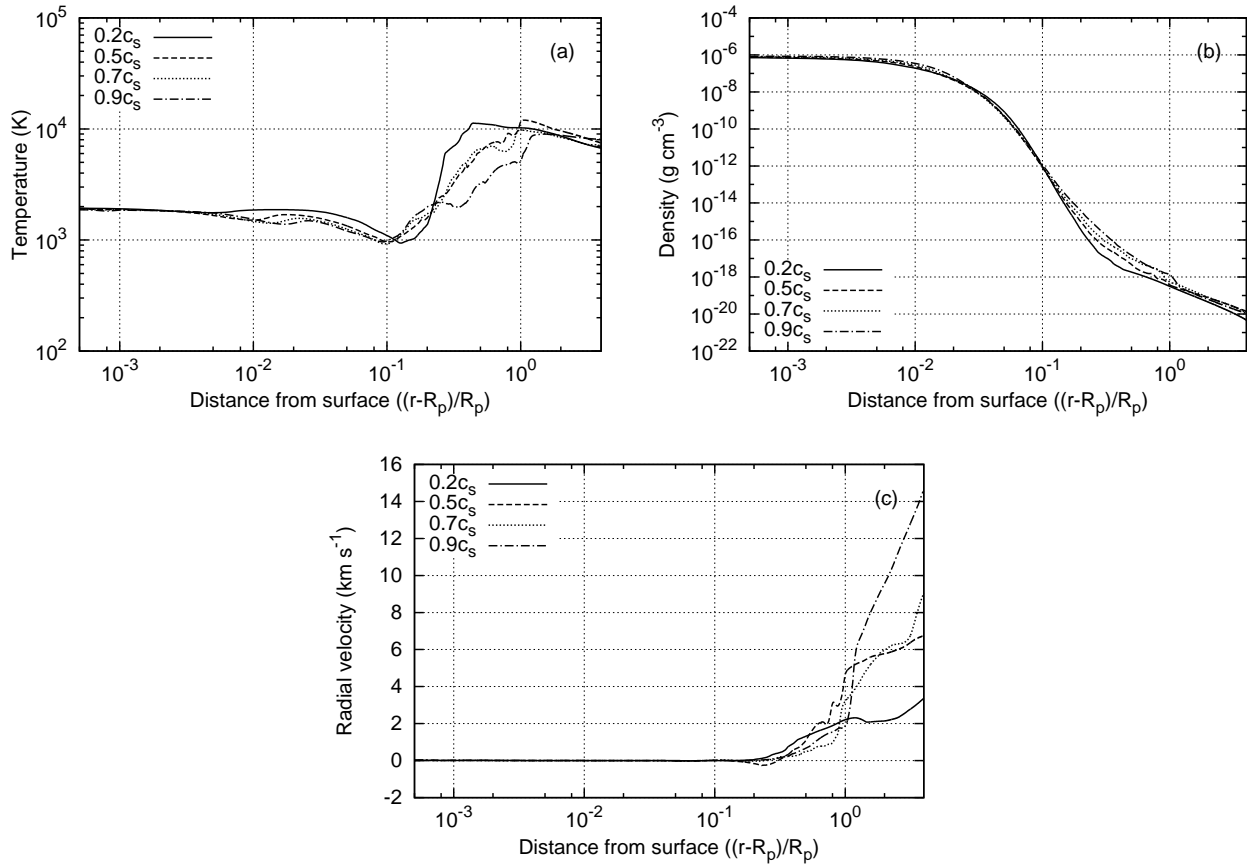 (a)
0.2c_s
0.5c_s
0.7c_s
0.9c_s
Temperature (K)
10^5
10^4
10^3
10^2
10^-3
10^-2
10^-1
10^0
Distance from surface ((r-R_p)/R_p)
(b)
0.2c_s
0.5c_s
0.7c_s
0.9c_s
Density (g cm^-3)
10^-4
10^-6
10^-8
10^-10
10^-12
10^-14
10^-16
10^-18
10^-20
10^-22
10^-3
10^-2
10^-1
10^0
Distance from surface ((r-R_p)/R_p)
(c)
0.2c_s
0.5c_s
0.7c_s
0.9c_s
Radial velocity (km s^-1)
16
14
12
10
8
6
4
2
0
-2
10^-3
10^-2
10^-1
10^0
Distance from surface ((r-R_p)/R_p)